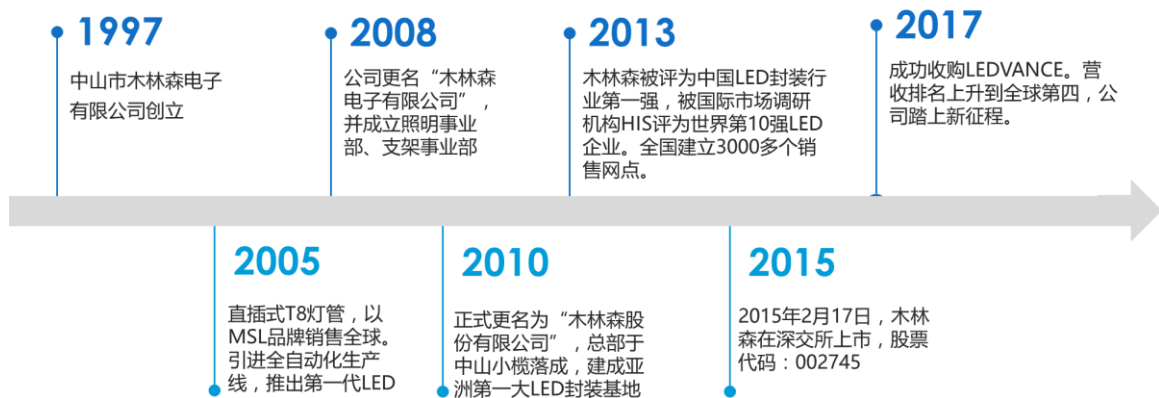 1997
中山市木林森电子
有限公司创立
2008
公司更名“木林森
电子有限公司”，
并成立照明事业
部、支架事业部
2013
木林森被评为中国LED封装行
业第一强，被国际市场调研
机构HIS评为世界第10强LED
企业。全国建立3000多个销
售网点。
2017
成功收购LEDVANCE。营
收排名上升到全球第四，公
司踏上新征程。
2005
直插式T8灯管，以
MSL品牌销售全球。
引进全自动化生产
线，推出第一代LED
2010
正式更名为“木林森股
份有限公司”，总部于
中山小榄落成，建成亚
洲第一大LED封装基地
2015
2015年2月17日，木林
森在深交所上市，股票
代码：002745